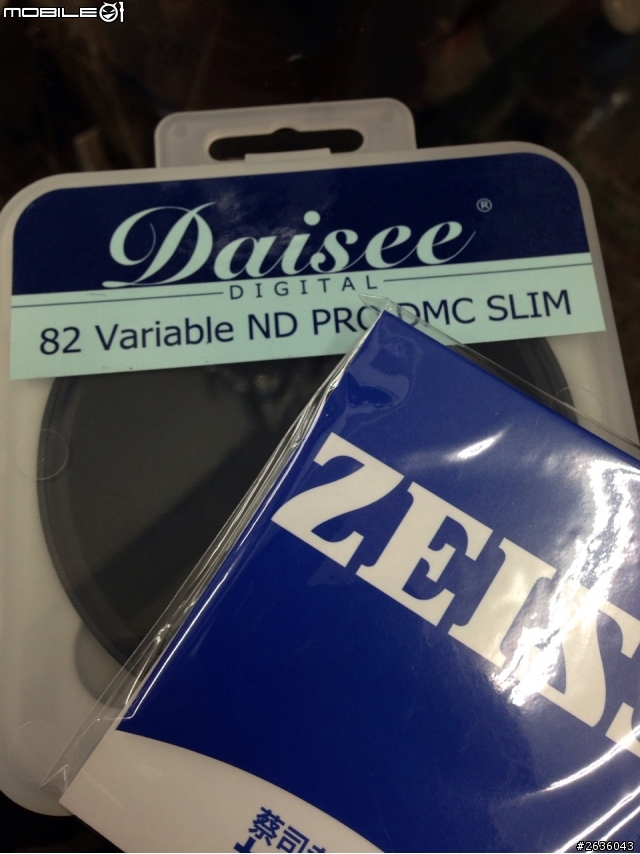 MOBILE01
Daisee®
DIGITAL
82 Variable ND PRO DMC SLIM
ZEISS
蔡司
#2636043